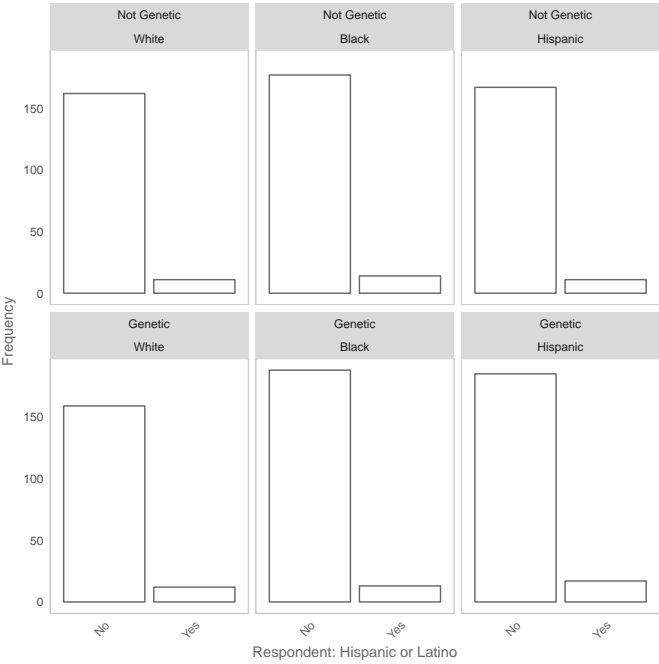 Not Genetic Not Genetic Not Genetic
White Black Hispanic
150
100
50
0
Frequency
Genetic Genetic Genetic
White Black Hispanic
150
100
50
0
No Yes No Yes No Yes
Respondent: Hispanic or Latino